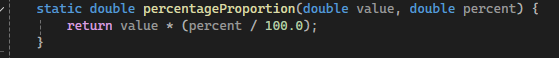 static double percentageProportion(double value, double percent) {
return value * (percent / 100.0);
}